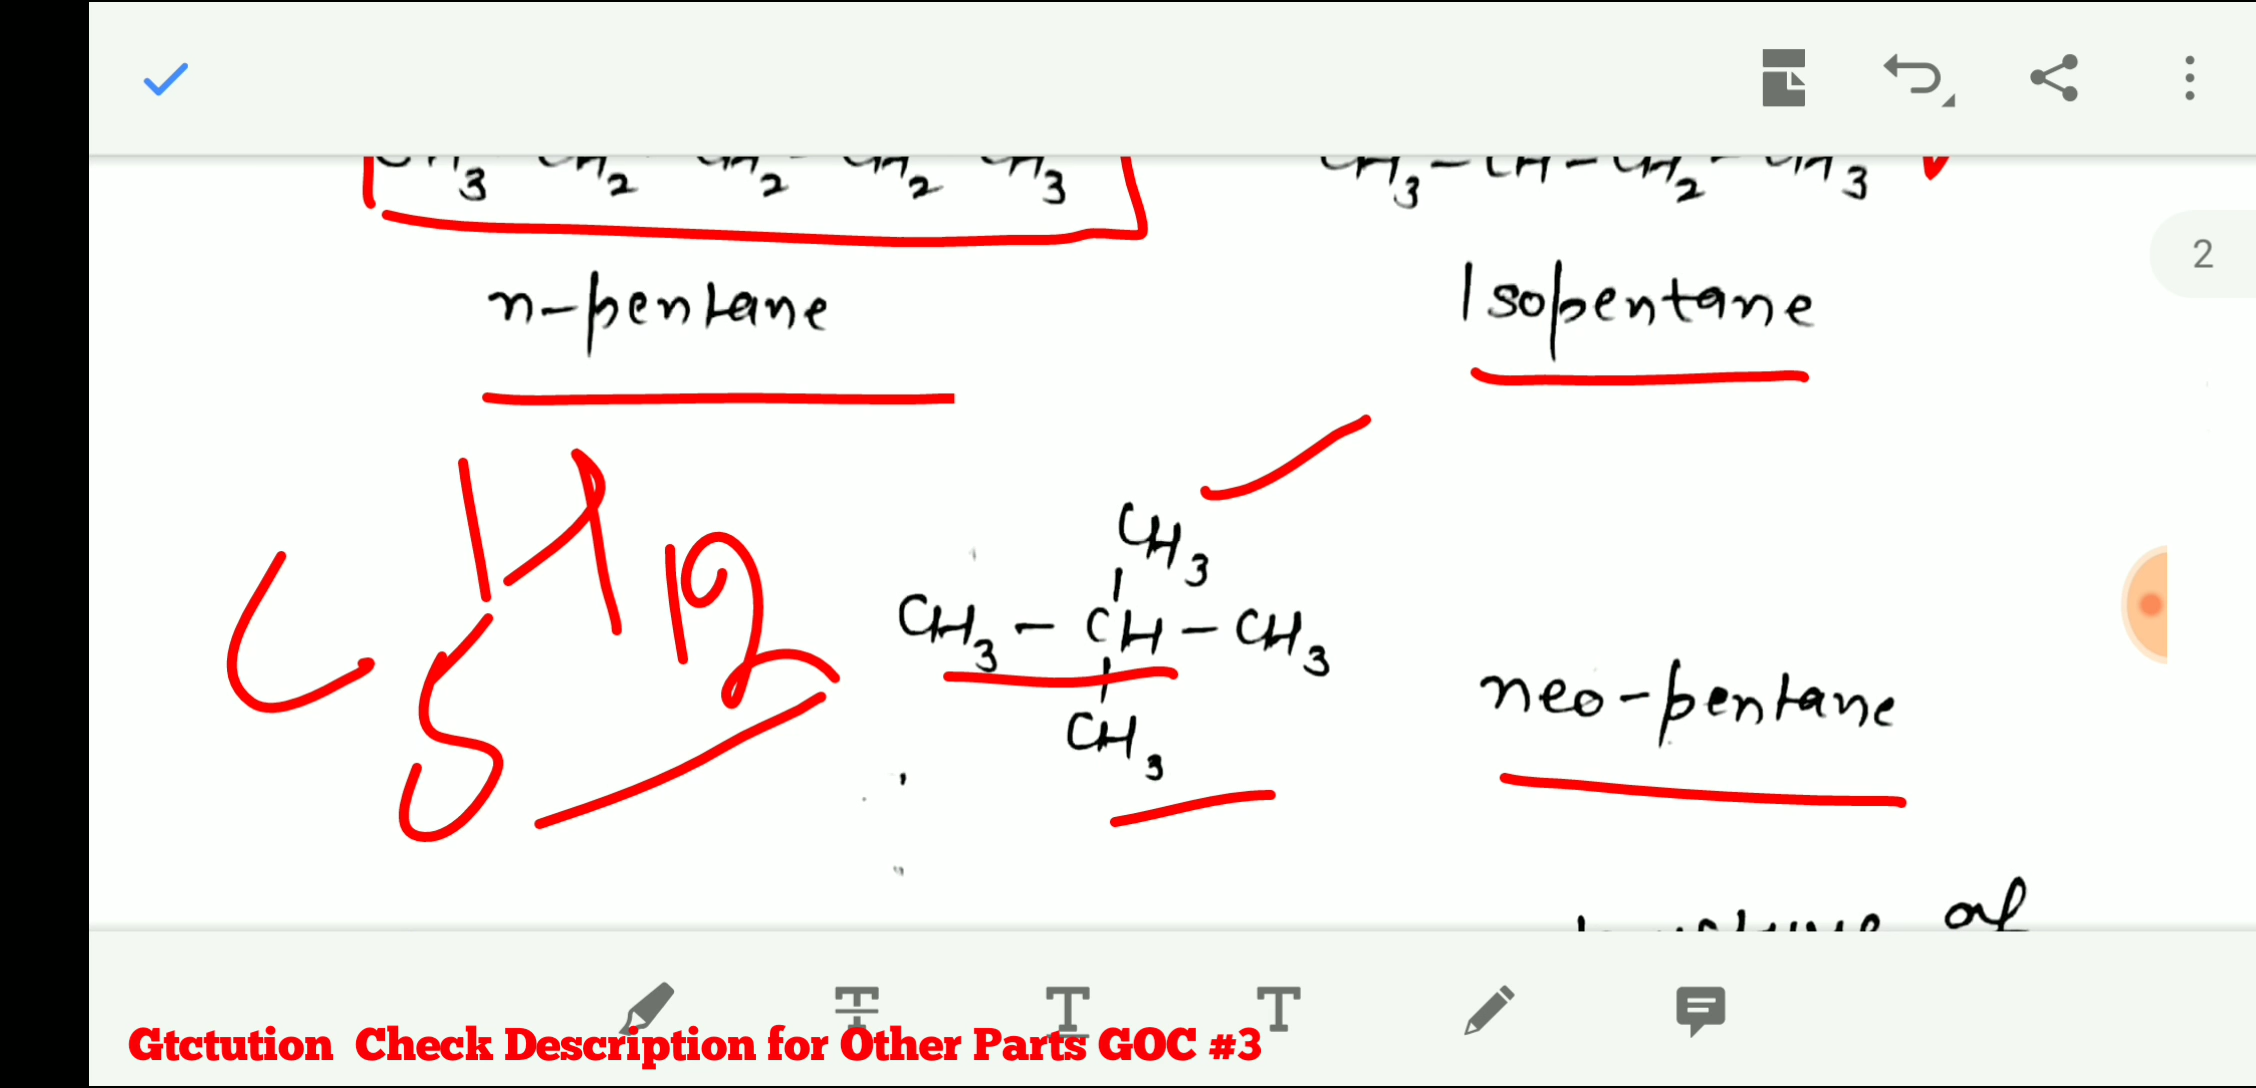 CH3 - CH2 - CH2 - CH2 - CH3
CH3 - CH - CH2 - CH3
2
n-pentane
Isopentane
C5H12
CH3
CH3 - CH - CH3
CH3
neo-pentane
of
Gtctution Check Description for Other Parts GOC #3